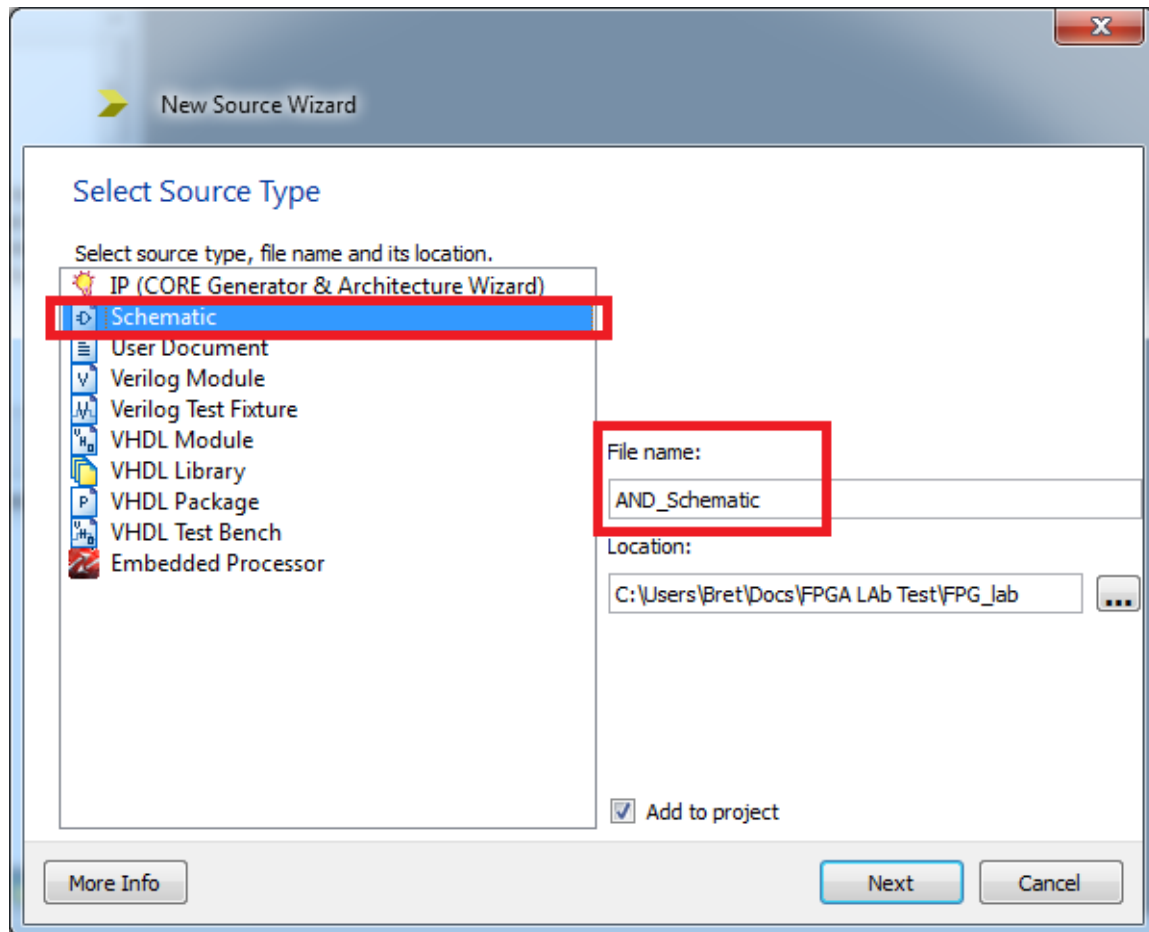 New Source Wizard
Select Source Type
Select source type, file name and its location.
IP (CORE Generator & Architecture Wizard)
Schematic
User Document
Verilog Module
Verilog Test Fixture
VHDL Module
VHDL Library
VHDL Package
VHDL Test Bench
Embedded Processor
File name:
AND_Schematic
Location:
C:\Users\Bret\Docs\FPGA LAb Test\FPG_lab
...
Add to project
More Info
Next
Cancel